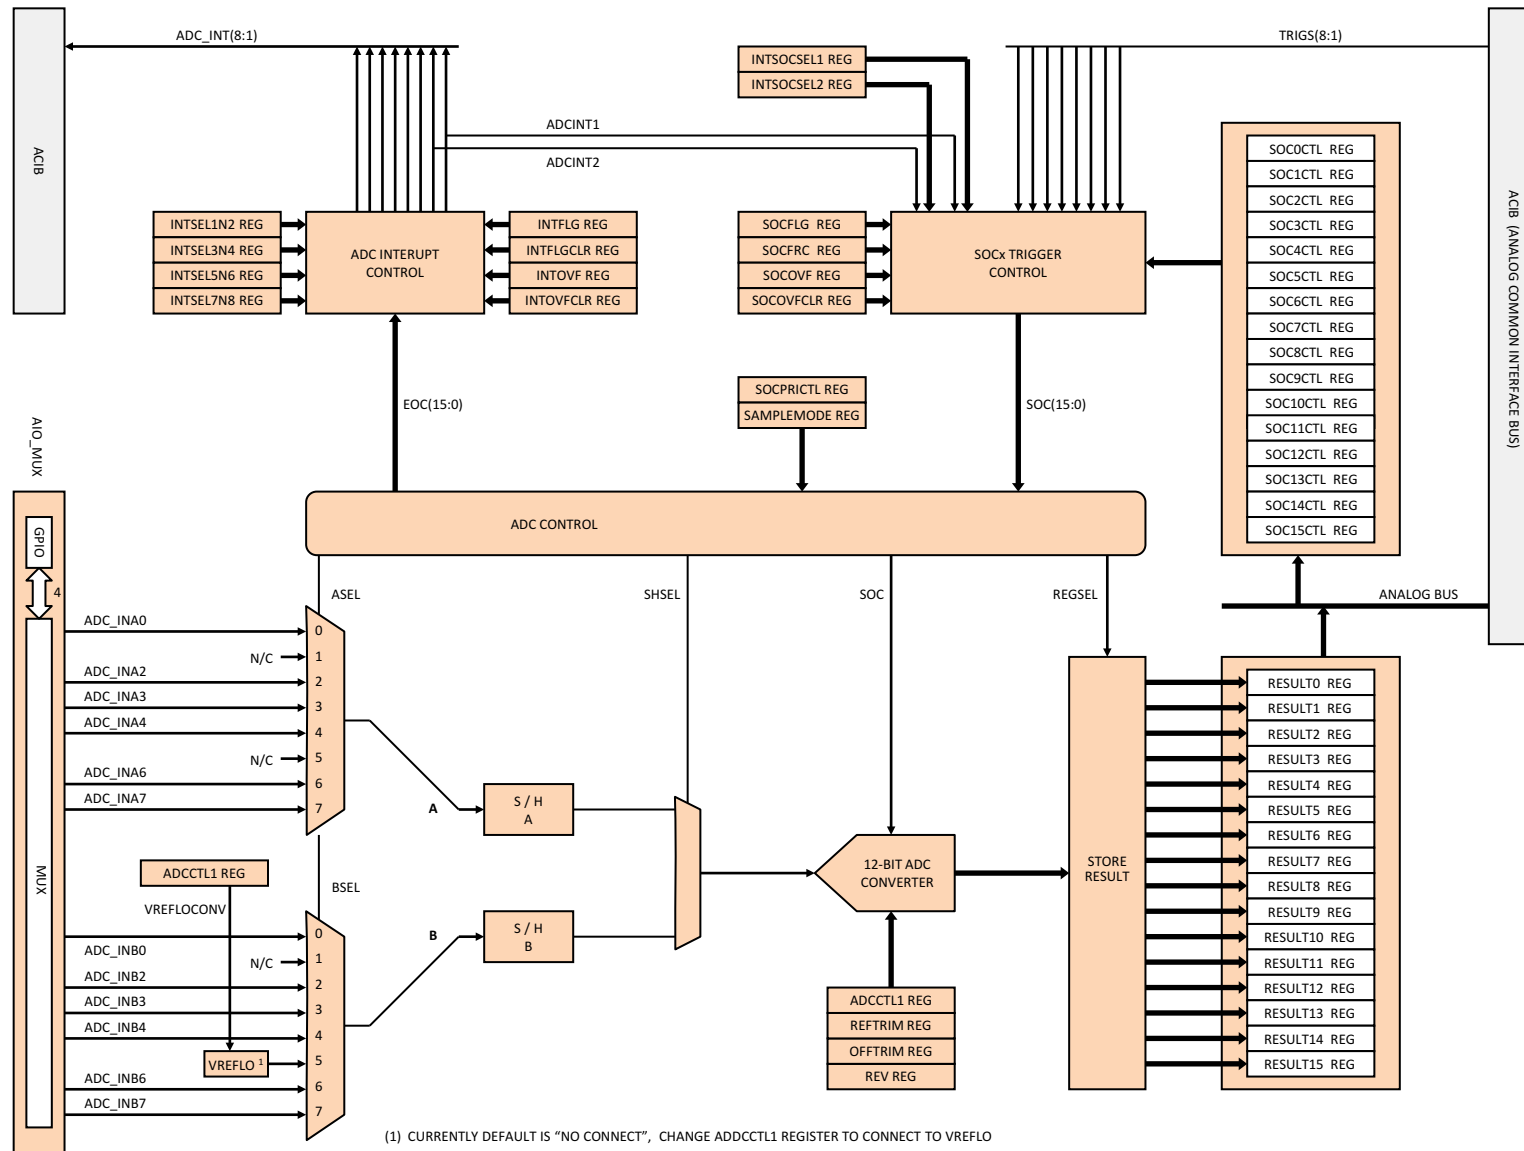 ADC_INT(8:1)
TRIGS(8:1)
INTSOCSEL1 REG
INTSOCSEL2 REG
ACIB
ADCINT1
ADCINT2
ACIB (ANALOG COMMON INTERFACE BUS)
SOC0CTL REG
SOC1CTL REG
SOC2CTL REG
SOC3CTL REG
SOC4CTL REG
SOC5CTL REG
SOC6CTL REG
SOC7CTL REG
SOC8CTL REG
SOC9CTL REG
SOC10CTL REG
SOC11CTL REG
SOC12CTL REG
SOC13CTL REG
SOC14CTL REG
SOC15CTL REG
INTSEL1N2 REG
INTSEL3N4 REG
INTSEL5N6 REG
INTSEL7N8 REG
ADC INTERUPT
CONTROL
INTFLG REG
INTFLGCLR REG
INTOVF REG
INTOVFCLR REG
SOCFLG REG
SOCFRC REG
SOCOVF REG
SOCOVFCLR REG
SOCx TRIGGER
CONTROL
EOC(15:0)
SOCPRICTL REG
SAMPLEMODE REG
SOC(15:0)
AIO_MUX
GPIO
4
MUX
ADC CONTROL
ASEL
SHSEL
SOC
REGSEL
ANALOG BUS
ADC_INA0
N/C
ADC_INA2
ADC_INA3
ADC_INA4
N/C
ADC_INA6
ADC_INA7
0
1
2
3
4
5
6
7
A
S / H
A
ADCCTL1 REG
VREFLOCONV
BSEL
ADC_INB0
N/C
ADC_INB2
ADC_INB3
ADC_INB4
VREFLO 1
ADC_INB6
ADC_INB7
0
1
2
3
4
5
6
7
B
S / H
B
12-BIT ADC
CONVERTER
ADCCTL1 REG
REFTRIM REG
OFFTRIM REG
REV REG
STORE
RESULT
RESULT0 REG
RESULT1 REG
RESULT2 REG
RESULT3 REG
RESULT4 REG
RESULT5 REG
RESULT6 REG
RESULT7 REG
RESULT8 REG
RESULT9 REG
RESULT10 REG
RESULT11 REG
RESULT12 REG
RESULT13 REG
RESULT14 REG
RESULT15 REG
(1) CURRENTLY DEFAULT IS “NO CONNECT”, CHANGE ADDCCTL1 REGISTER TO CONNECT TO VREFLO